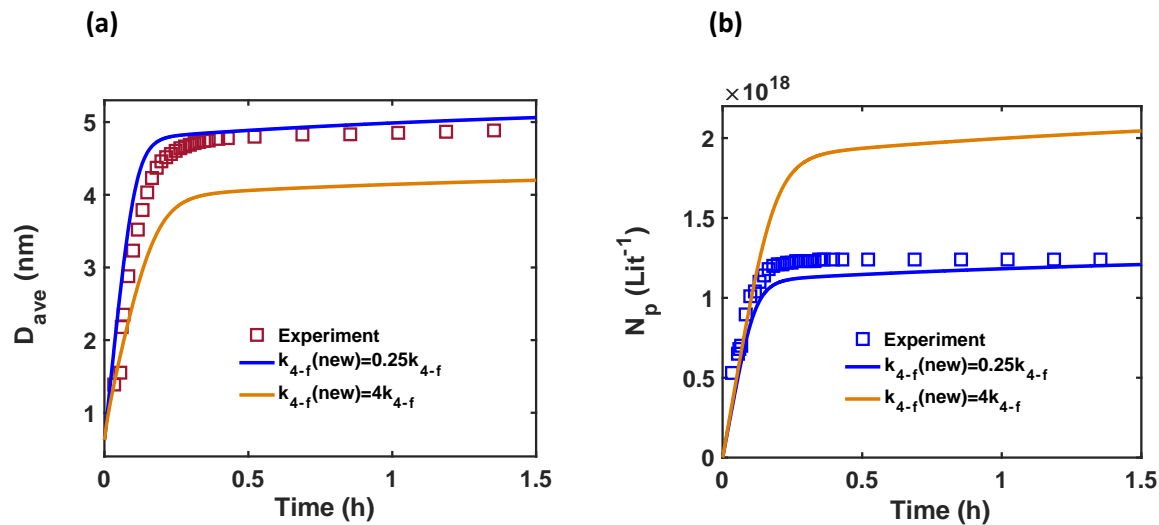 (a)
D_ave (nm)
5
4
3
2
1
Experiment
k_4-f(new)=0.25k_4-f
k_4-f(new)=4k_4-f
0
0.5
1
1.5
Time (h)
(b)
×10^18
N_p (Lit^-1)
2
1.5
1
0.5
0
Experiment
k_4-f(new)=0.25k_4-f
k_4-f(new)=4k_4-f
0
0.5
1
1.5
Time (h)